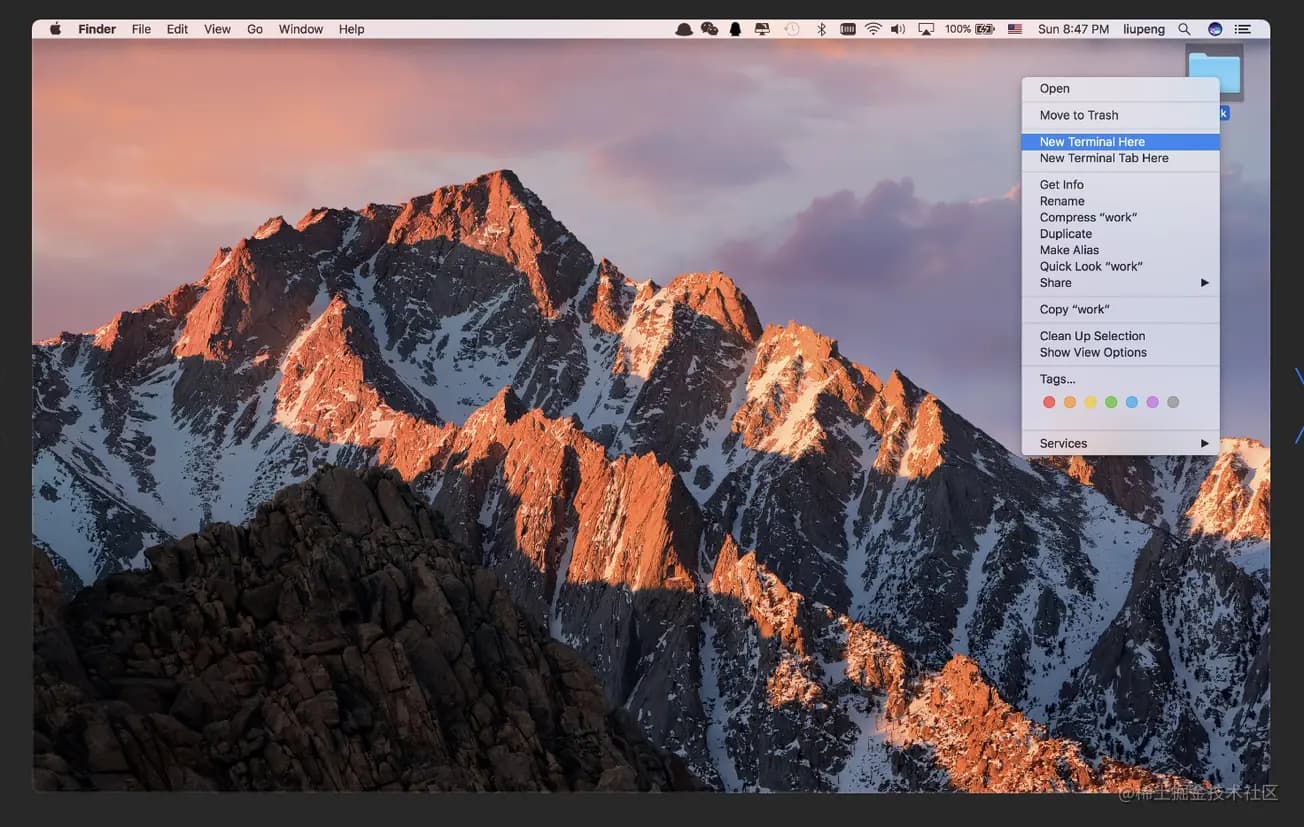 Finder File Edit View Go Window Help 100% Sun 8:47 PM liupeng
Open
Move to Trash
k
New Terminal Here
New Terminal Tab Here
Get Info
Rename
Compress “work”
Duplicate
Make Alias
Quick Look “work”
Share
Copy “work”
Clean Up Selection
Show View Options
Tags...
Services
@稀土掘金技术社区